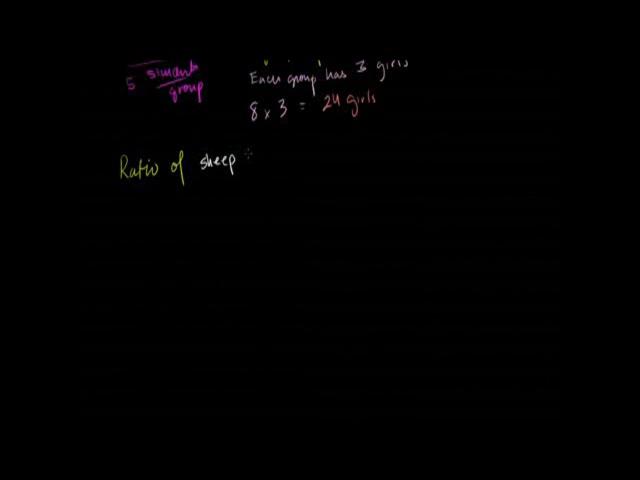 5 students
group
Each group has 3 girls
8 x 3 = 24 girls
Ratio of sheep